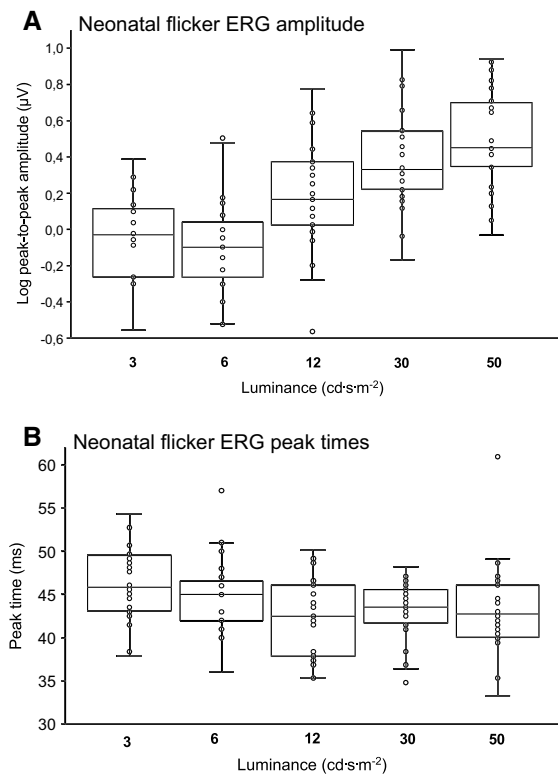 A Neonatal flicker ERG amplitude
Log peak-to-peak amplitude (µV)
1,0
0,8
0,6
0,4
0,2
0,0
-0,2
-0,4
-0,6
3 6 12 30 50
Luminance (cd·s·m-2)
B Neonatal flicker ERG peak times
Peak time (ms)
60
55
50
45
40
35
30
3 6 12 30 50
Luminance (cd·s·m-2)